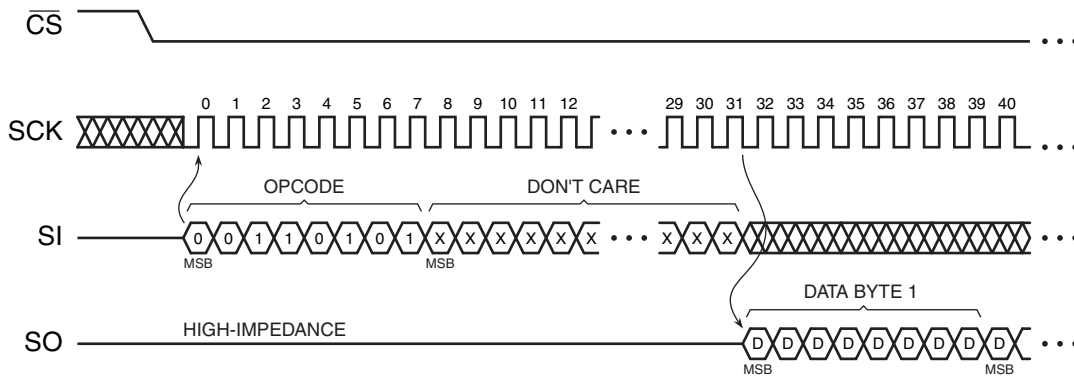 CS
SCK
0 1 2 3 4 5 6 7 8 9 10 11 12 29 30 31 32 33 34 35 36 37 38 39 40
OPCODE DON'T CARE
SI
0 0 1 1 0 1 0 1 X X X X X X X X X
MSB MSB
DATA BYTE 1
SO
HIGH-IMPEDANCE
D D D D D D D D D
MSB MSB